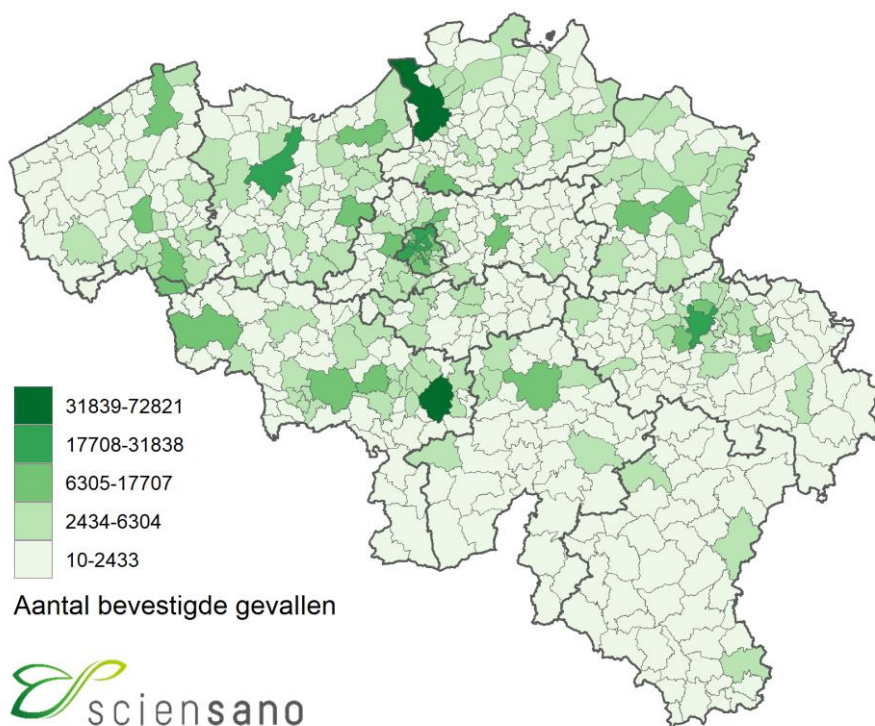 31839-72821
17708-31838
6305-17707
2434-6304
10-2433
Aantal bevestigde gevallen
sciensano